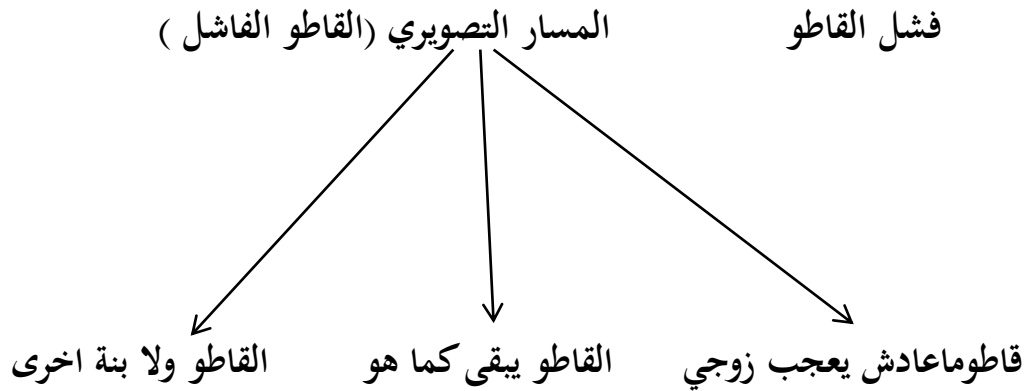 فشل القاطو المسار التصويري (القاطو الفاشل )
قاطوماعادش يعجب زوجي القاطو يبقى كما هو القاطو ولا بنة اخرى